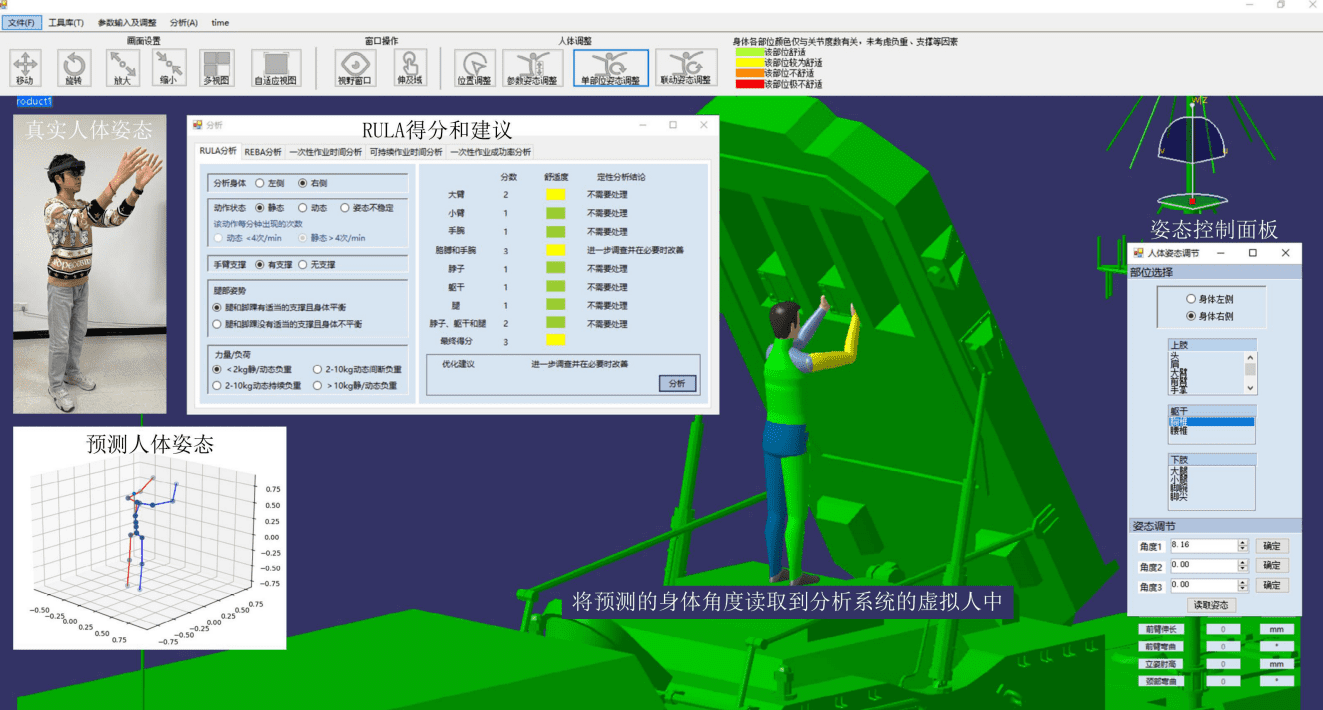 文件(F) 工具库(T) 参数输入及调整 分析(A) time
画面设置 窗口操作 人体调整
移动 旋转 放大 缩小 多视图 自适应视图 视野窗口 伸及域 位置调整 参数姿态调整 单部位姿态调整 联动姿态调整
身体各部位颜色仅与关节度数有关，未考虑负重、支撑等因素
该部位舒适
该部位较为舒适
该部位不舒适
该部位极不舒适
roduct1
真实人体姿态
分析
RULA得分和建议
RULA分析 REBA分析 一次性作业时间分析 可持续作业时间分析 一次性作业成功率分析
分析身体 左侧 右侧
动作状态 静态 动态 姿态不稳定
该动作每分钟出现的次数
动态 <4次/min 静态 > 4次/min
手臂支撑 有支撑 无支撑
腿部姿势
腿和脚踝有适当的支撑且身体平衡
腿和脚踝没有适当的支撑且身体不平衡
力量/负荷
<2kg静/动态负重 2-10kg动态间断负重
2-10kg动态持续负重 >10kg静/动态负重
分数 舒适度 定性分析结论
大臂 2 不需要处理
小臂 1 不需要处理
手腕 1 不需要处理
胳膊和手腕 3 进一步调查并在必要时改善
脖子 1 不需要处理
躯干 1 不需要处理
腿 1 不需要处理
脖子、躯干和腿 2 不需要处理
最终得分 3
优化建议 进一步调查并在必要时改善
分析
预测人体姿态
0.75
0.50
0.25
0.00
−0.25
−0.50
−0.75
−0.50 −0.25 0.00 0.25 0.50 0.75
−0.75 −0.50 −0.25 0.00 0.25 0.50 0.75
将预测的身体角度读取到分析系统的虚拟人中
姿态控制面板
人体姿态调节
部位选择
身体左侧
身体右侧
上肢
头
肩
大臂
前臂
手掌
躯干
胸椎
腰椎
下肢
大腿
小腿
脚踝
脚尖
姿态调节
角度1 8.16 确定
角度2 0.00 确定
角度3 0.00 确定
读取姿态
前臂伸长 0 mm
前臂弯曲 0 °
立姿肘高 0 mm
颈部弯曲 0 °